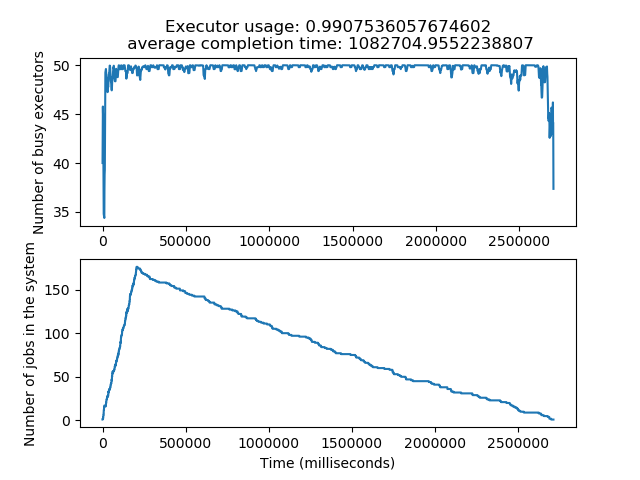 Executor usage: 0.9907536057674602
average completion time: 1082704.9552238807
Number of busy executors
50
45
40
35
0 500000 1000000 1500000 2000000 2500000
Number of jobs in the system
150
100
50
0
0 500000 1000000 1500000 2000000 2500000
Time (milliseconds)